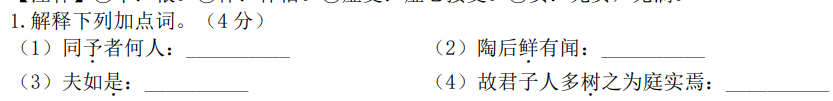 1.解释下列加点词。（4 分）
（1）同予者何人：__________ （2）陶后鲜有闻：__________
（3）夫如是：__________ （4）故君子人多树之为庭实焉：__________